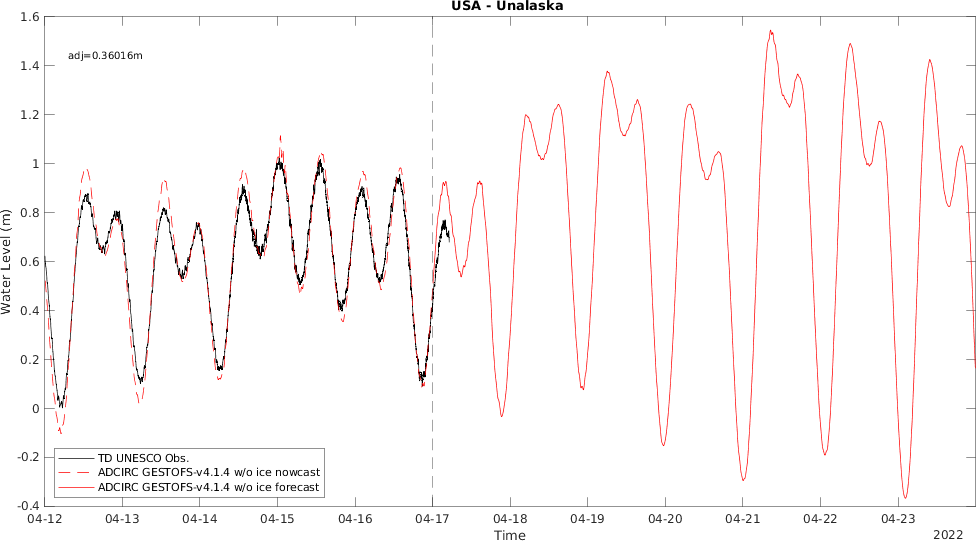 USA - Unalaska
adj=0.36016m
Water Level (m)
1.6
1.4
1.2
1
0.8
0.6
0.4
0.2
0
-0.2
-0.4
TD UNESCO Obs.
ADCIRC GESTOFS-v4.1.4 w/o ice nowcast
ADCIRC GESTOFS-v4.1.4 w/o ice forecast
04-12 04-13 04-14 04-15 04-16 04-17 04-18 04-19 04-20 04-21 04-22 04-23
Time
2022